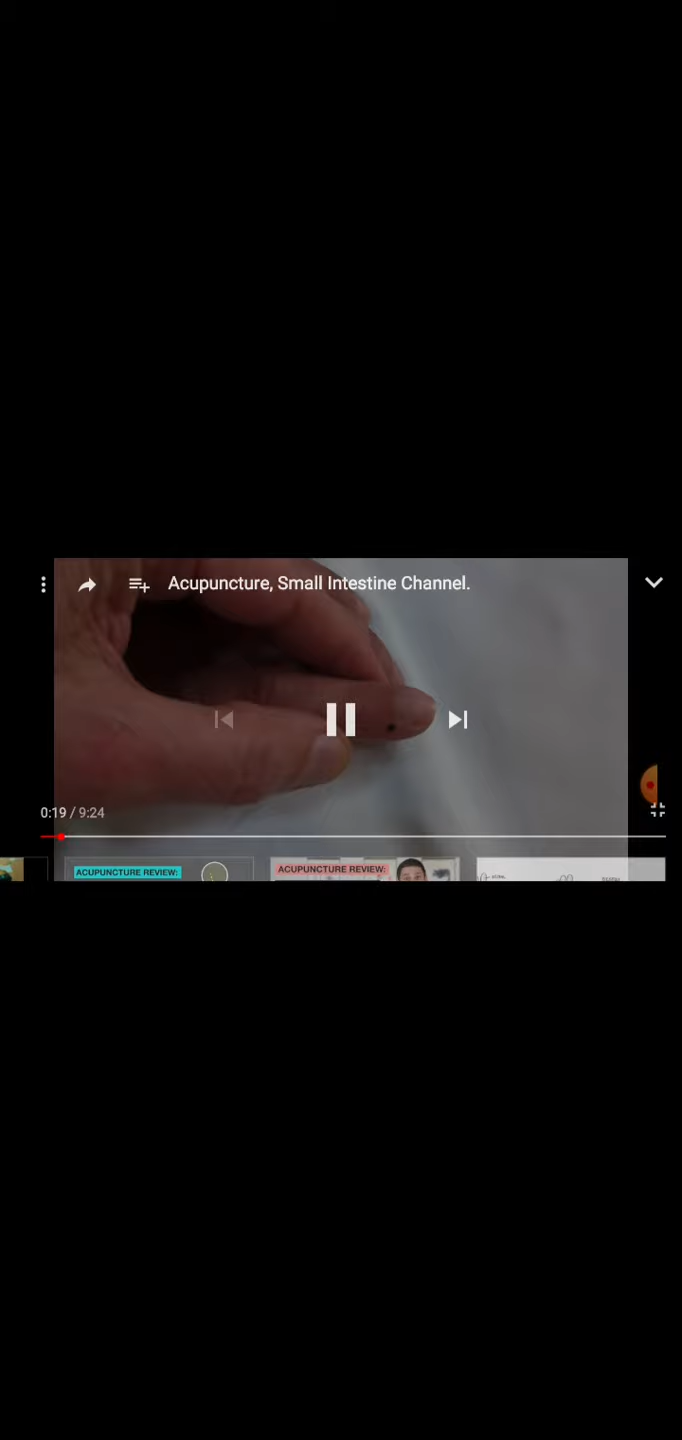 Acupuncture, Small Intestine Channel.
0:19 / 9:24
ACUPUNCTURE REVIEW:
ACUPUNCTURE REVIEW: